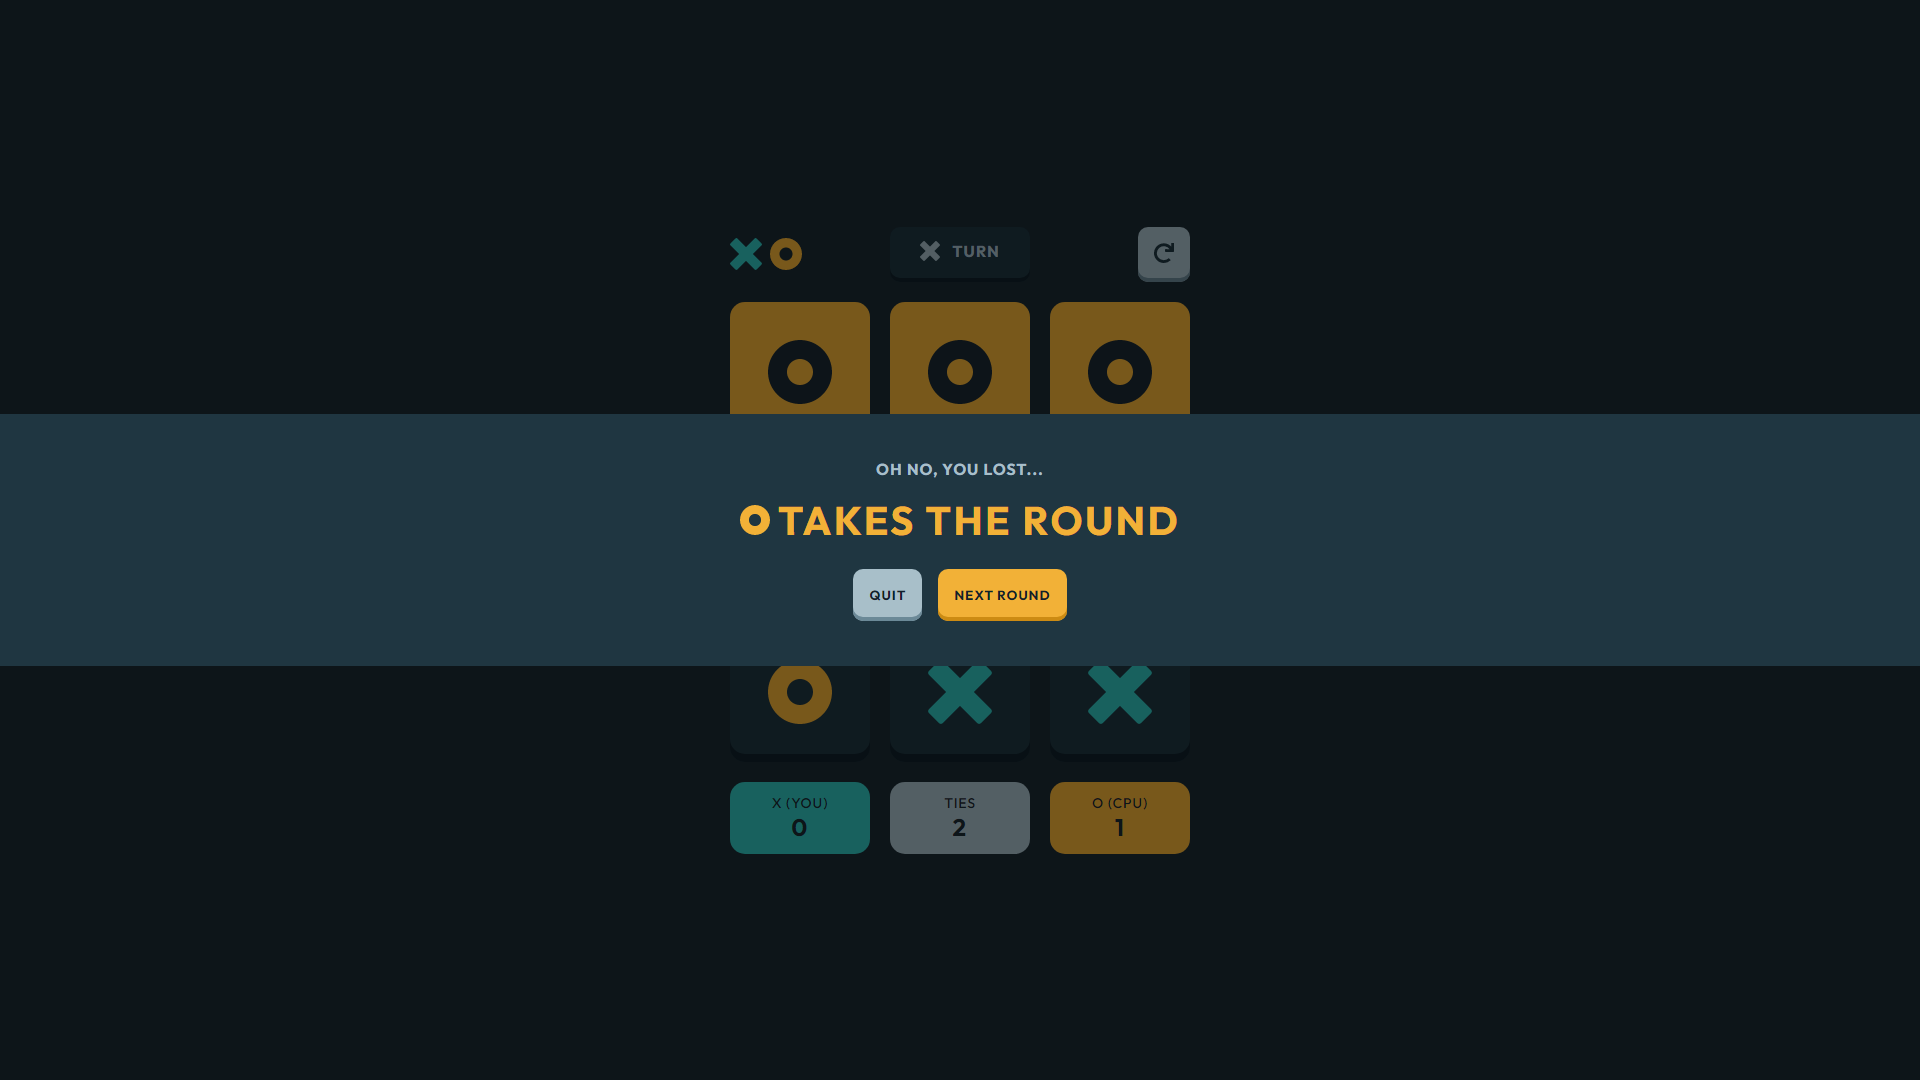 TURN
OH NO, YOU LOST...
TAKES THE ROUND
QUIT
NEXT ROUND
X (YOU)
0
TIES
2
O (CPU)
1